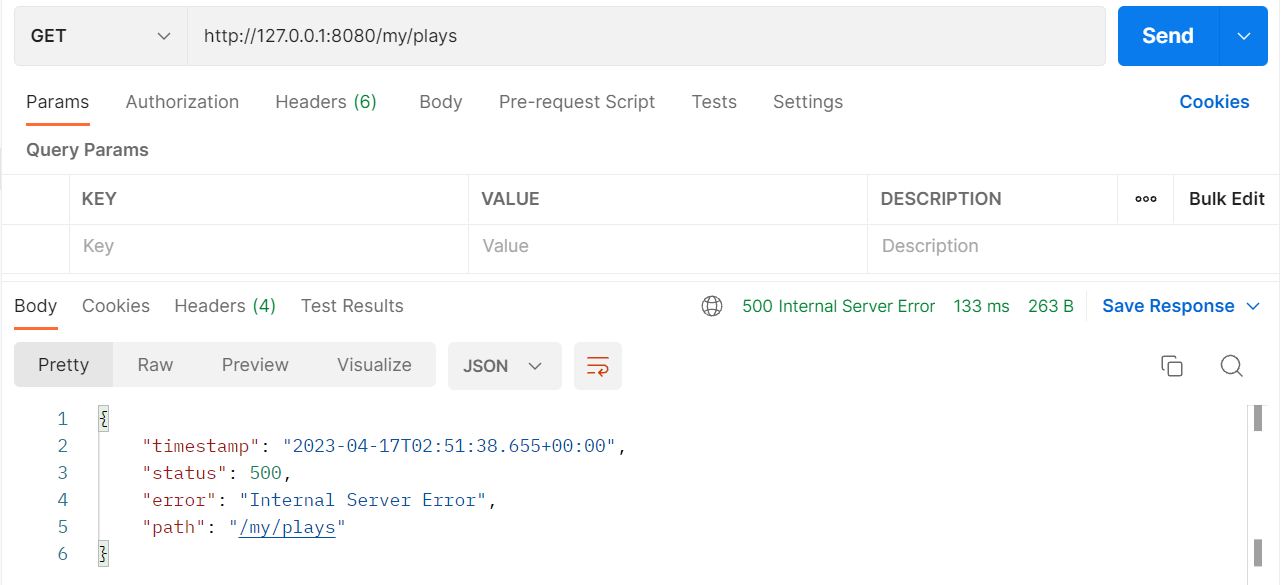 GET http://127.0.0.1:8080/my/plays Send
Params Authorization Headers (6) Body Pre-request Script Tests Settings Cookies
Query Params
KEY VALUE DESCRIPTION Bulk Edit
Key Value Description
Body Cookies Headers (4) Test Results 500 Internal Server Error 133 ms 263 B Save Response
Pretty Raw Preview Visualize JSON
1 {
2 "timestamp": "2023-04-17T02:51:38.655+00:00",
3 "status": 500,
4 "error": "Internal Server Error",
5 "path": "/my/plays"
6 }